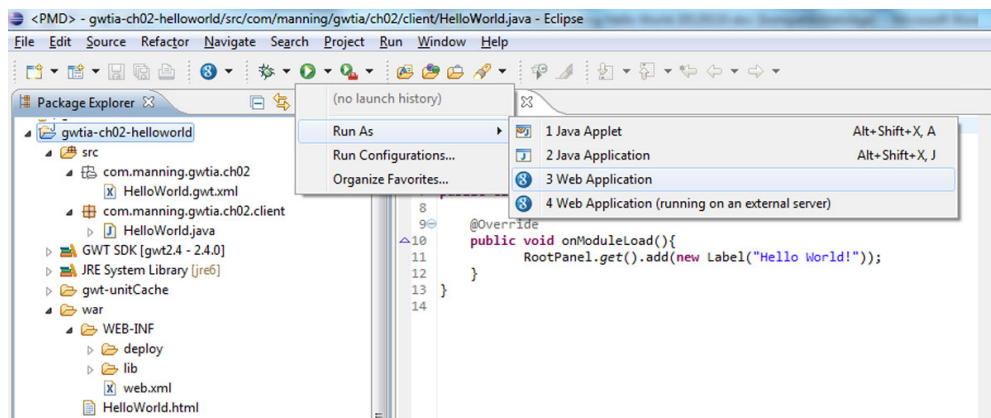 <PMD> - gwtia-ch02-helloworld/src/com/manning/gwtia/ch02/client/HelloWorld.java - Eclipse
File Edit Source Refactor Navigate Search Project Run Window Help
Package Explorer
(no launch history)
Run As
Run Configurations...
Organize Favorites...
1 Java Applet Alt+Shift+X, A
2 Java Application Alt+Shift+X, J
3 Web Application
4 Web Application (running on an external server)
gwtia-ch02-helloworld
src
com.manning.gwtia.ch02
HelloWorld.gwt.xml
com.manning.gwtia.ch02.client
HelloWorld.java
GWT SDK [gwt2.4 - 2.4.0]
JRE System Library [jre6]
gwt-unitCache
war
WEB-INF
deploy
lib
web.xml
HelloWorld.html
8
9 @Override
10 public void onModuleLoad(){
11 RootPanel.get().add(new Label("Hello World!"));
12 }
13 }
14